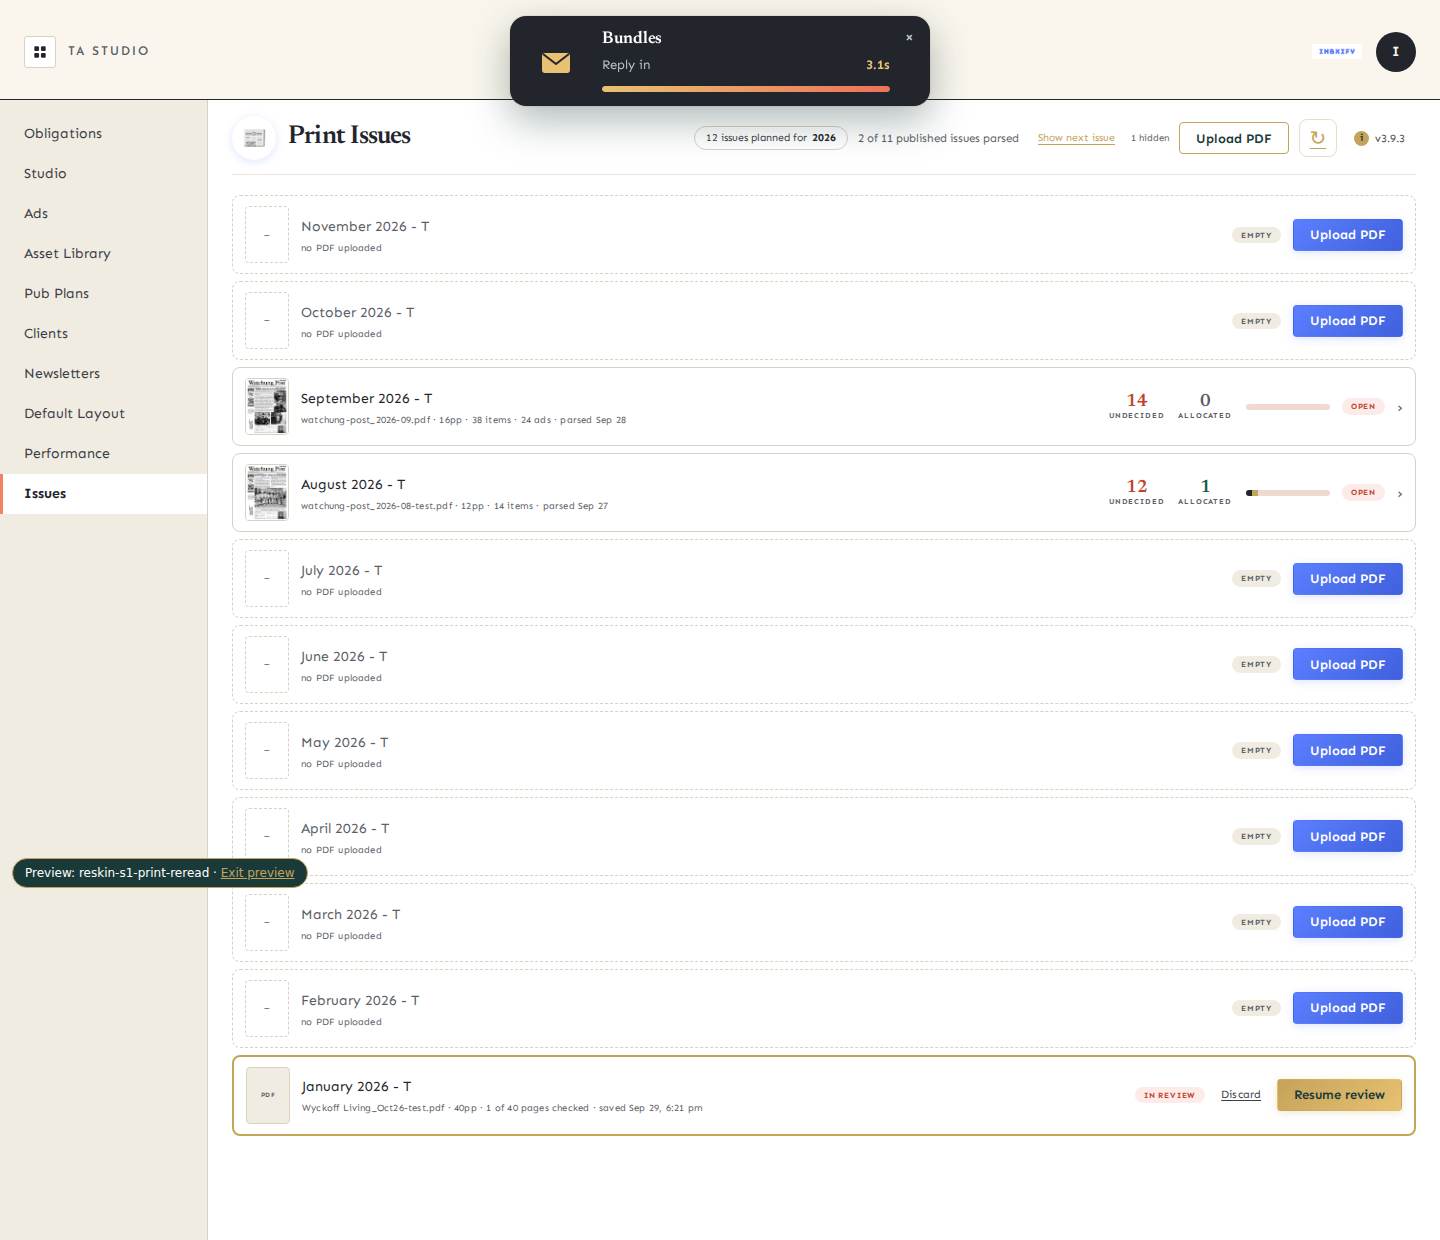 TA STUDIO
Bundles
×
Reply in
3.1s
INBXIFY
I
Obligations
Studio
Ads
Asset Library
Pub Plans
Clients
Newsletters
Default Layout
Performance
Issues
Print Issues
12 issues planned for 2026
2 of 11 published issues parsed
Show next issue
1 hidden
Upload PDF
↻
i v3.9.3
–
November 2026 - T
no PDF uploaded
EMPTY
Upload PDF
–
October 2026 - T
no PDF uploaded
EMPTY
Upload PDF
Watchung Post
September 2026 - T
watchung-post_2026-09.pdf · 16pp · 38 items · 24 ads · parsed Sep 28
14
UNDECIDED
0
ALLOCATED
OPEN
›
Watchung Post
August 2026 - T
watchung-post_2026-08-test.pdf · 12pp · 14 items · parsed Sep 27
12
UNDECIDED
1
ALLOCATED
OPEN
›
–
July 2026 - T
no PDF uploaded
EMPTY
Upload PDF
–
June 2026 - T
no PDF uploaded
EMPTY
Upload PDF
–
May 2026 - T
no PDF uploaded
EMPTY
Upload PDF
–
April 2026 - T
no PDF uploaded
EMPTY
Upload PDF
Preview: reskin-s1-print-reread · Exit preview
–
March 2026 - T
no PDF uploaded
EMPTY
Upload PDF
–
February 2026 - T
no PDF uploaded
EMPTY
Upload PDF
PDF
January 2026 - T
Wyckoff Living_Oct26-test.pdf · 40pp · 1 of 40 pages checked · saved Sep 29, 6:21 pm
IN REVIEW
Discard
Resume review